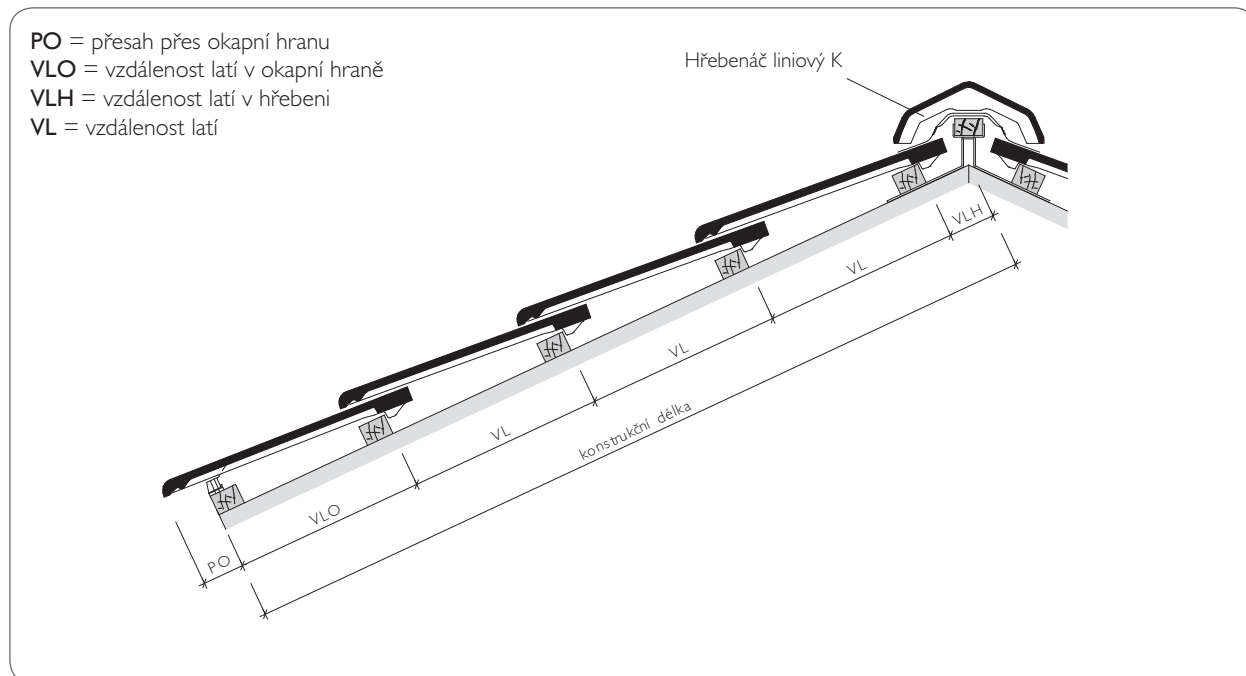 PO = přesah přes okapní hranu
VLO = vzdálenost latí v okapní hraně
VLH = vzdálenost latí v hřebeni
VL = vzdálenost latí
Hřebenáč liniový K
VLH
VL
VL
VL
konstrukční délka
VLO
PO